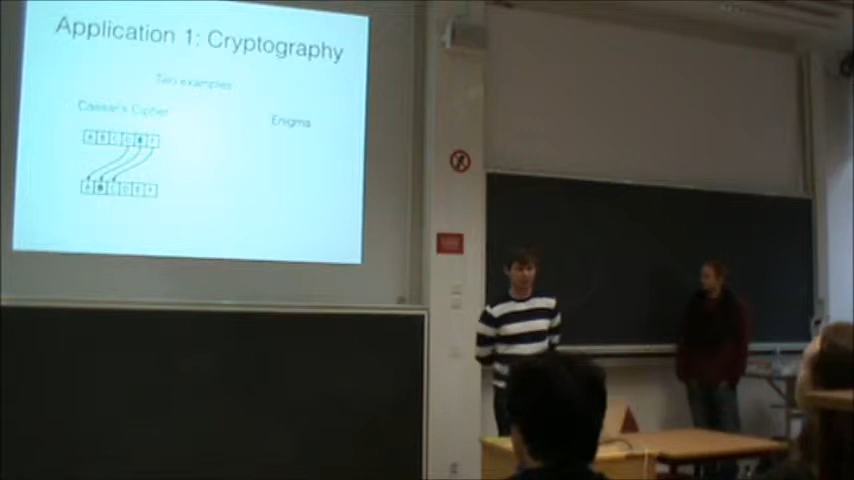 Application 1: Cryptography
Two examples
Caesar's Cipher
Enigma
A B C D E F
A B C D E F